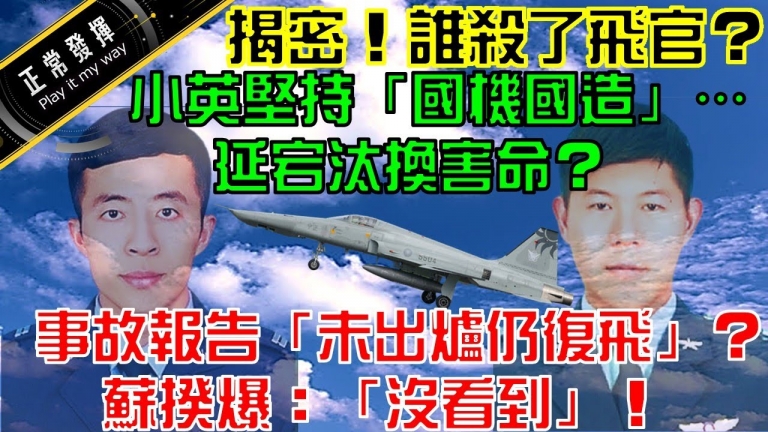 正常發揮
Play it my way
揭密！誰殺了飛官？
小英堅持「國機國造」…
延宕汰換害命？
事故報告「未出爐仍復飛」？
蘇揆爆：「沒看到」！